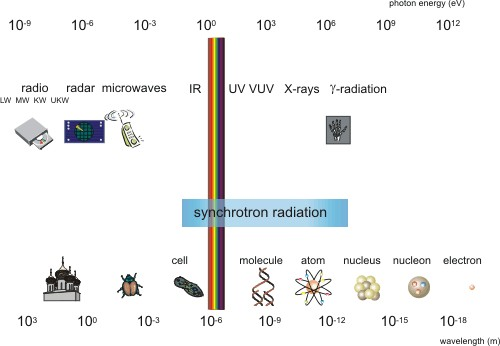 photon energy (eV)
10⁻⁹ 10⁻⁶ 10⁻³ 10⁰ 10³ 10⁶ 10⁹ 10¹²
radio radar microwaves IR UV VUV X-rays γ-radiation
LW MW KW UKW
synchrotron radiation
cell molecule atom nucleus nucleon electron
10³ 10⁰ 10⁻³ 10⁻⁶ 10⁻⁹ 10⁻¹² 10⁻¹⁵ 10⁻¹⁸
wavelength (m)